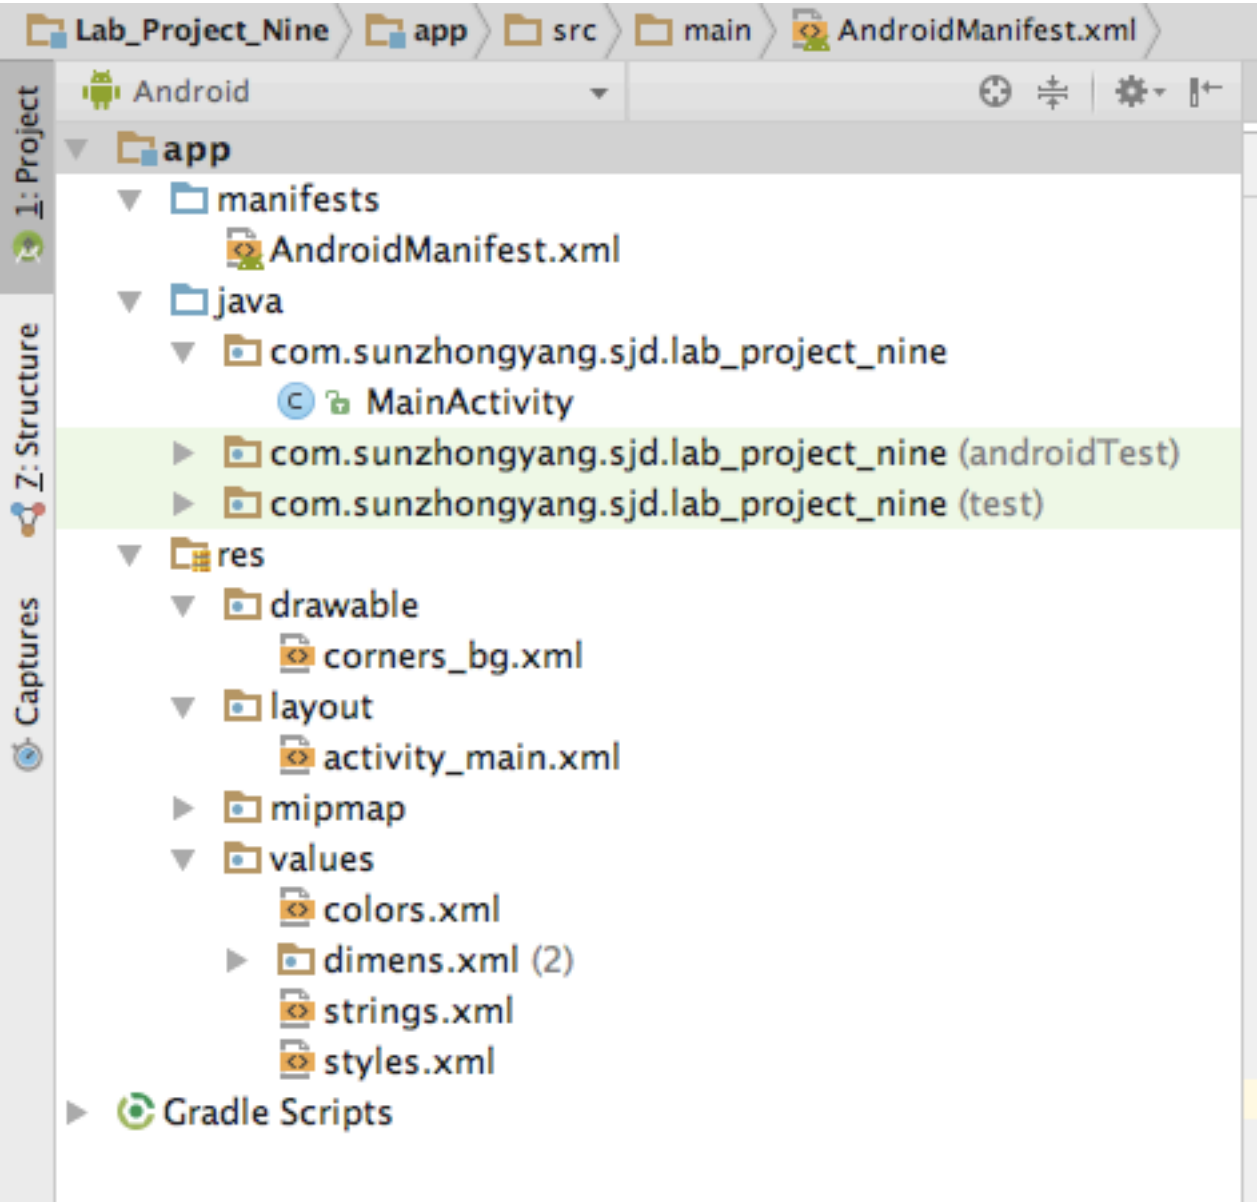 Lab_Project_Nine app src main AndroidManifest.xml
Android
1: Project
7: Structure
Captures
app
manifests
AndroidManifest.xml
java
com.sunzhongyang.sjd.lab_project_nine
MainActivity
com.sunzhongyang.sjd.lab_project_nine (androidTest)
com.sunzhongyang.sjd.lab_project_nine (test)
res
drawable
corners_bg.xml
layout
activity_main.xml
mipmap
values
colors.xml
dimens.xml (2)
strings.xml
styles.xml
Gradle Scripts